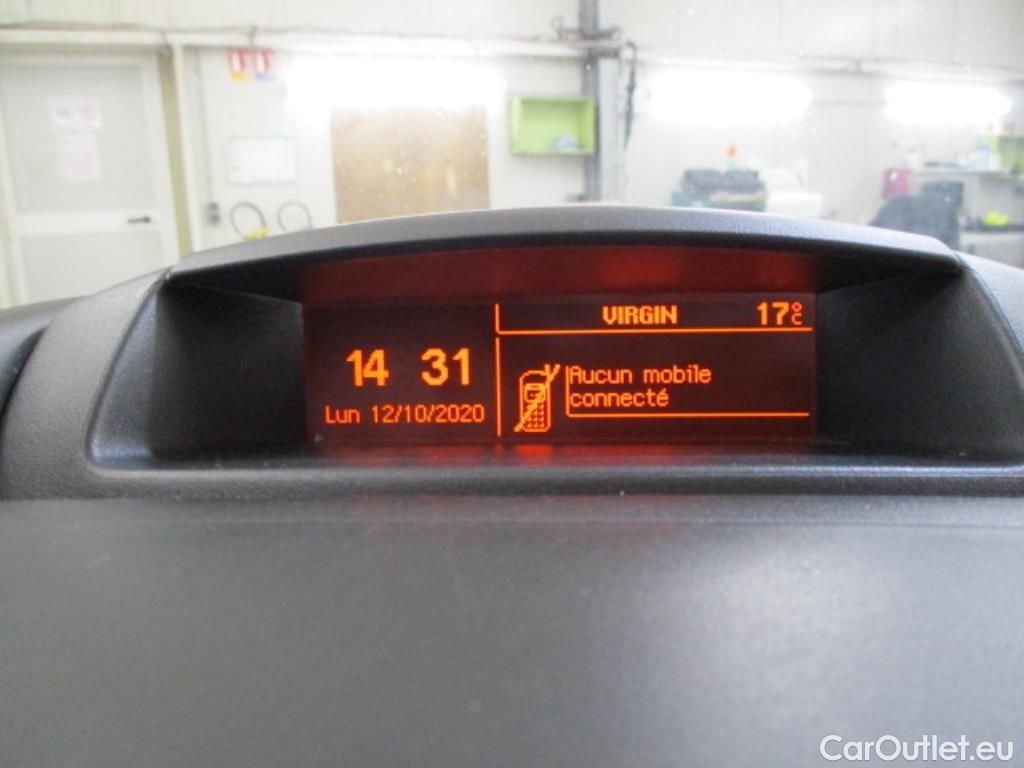 VIRGIN 17°C
14 31
Lun 12/10/2020
Aucun mobile
connecté
CarOutlet.eu